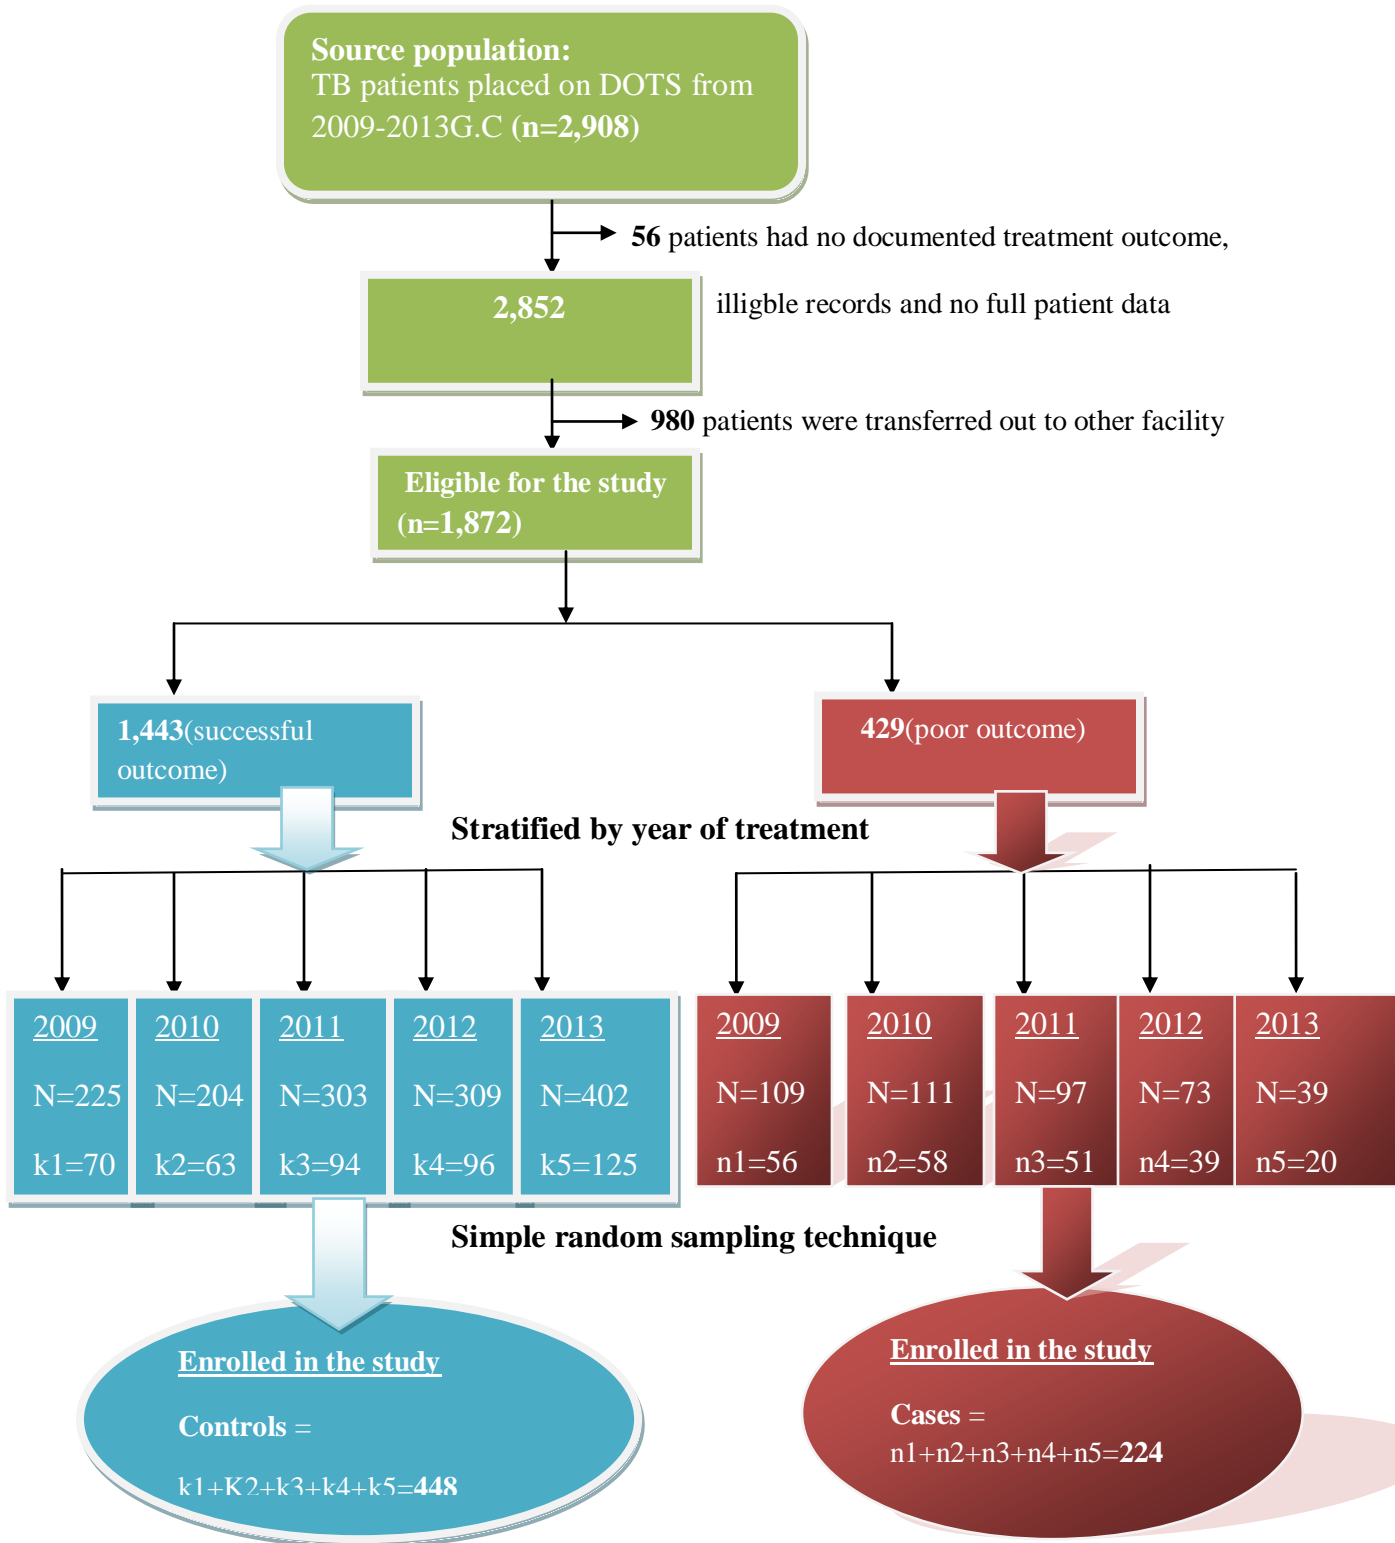 Source population:
TB patients placed on DOTS from
2009-2013G.C (n=2,908)
56 patients had no documented treatment outcome,
2,852
illigble records and no full patient data
980 patients were transferred out to other facility
Eligible for the study
(n=1,872)
1,443(successful
outcome)
429(poor outcome)
Stratified by year of treatment
2009
N=225
k1=70
2010
N=204
k2=63
2011
N=303
k3=94
2012
N=309
k4=96
2013
N=402
k5=125
2009
N=109
n1=56
2010
N=111
n2=58
2011
N=97
n3=51
2012
N=73
n4=39
2013
N=39
n5=20
Simple random sampling technique
Enrolled in the study
Controls =
k1+K2+k3+k4+k5=448
Enrolled in the study
Cases =
n1+n2+n3+n4+n5=224